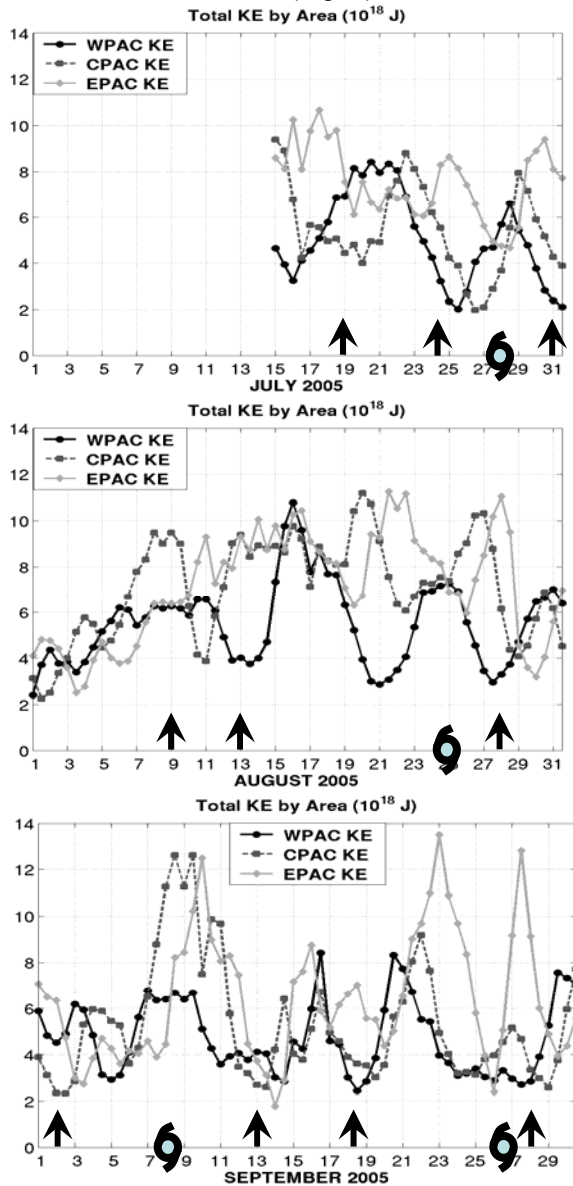 Total KE by Area (10¹⁸ J)
WPAC KE
CPAC KE
EPAC KE
14
12
10
8
6
4
2
0
1 3 5 7 9 11 13 15 17 19 21 23 25 27 29 31
JULY 2005
Total KE by Area (10¹⁸ J)
WPAC KE
CPAC KE
EPAC KE
14
12
10
8
6
4
2
0
1 3 5 7 9 11 13 15 17 19 21 23 27 29 31
AUGUST 2005
Total KE by Area (10¹⁸ J)
WPAC KE
CPAC KE
EPAC KE
14
12
10
8
6
4
2
0
1 3 5 7 9 11 13 15 17 19 21 23 25 27 29
SEPTEMBER 2005